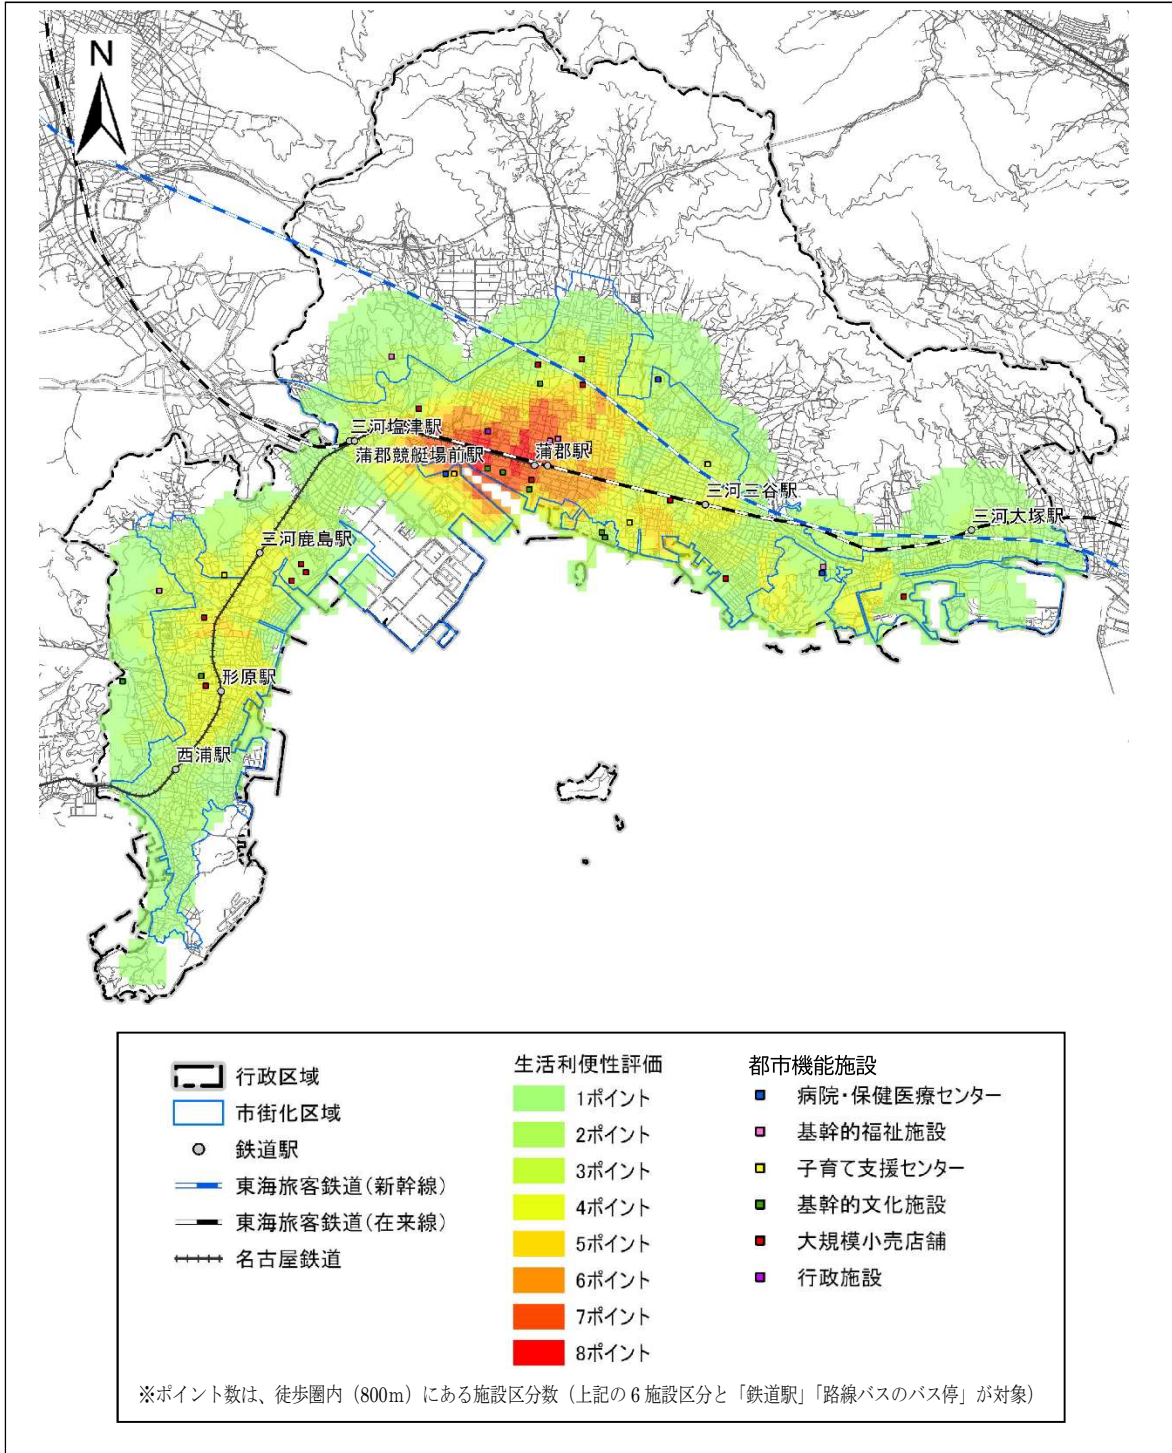 N
三河塩津駅
蒲郡競艇場前駅
蒲郡駅
三河三谷駅
三河大塚駅
三河鹿島駅
形原駅
西浦駅
行政区域
市街化区域
鉄道駅
東海旅客鉄道(新幹線)
東海旅客鉄道(在来線)
名古屋鉄道
生活利便性評価
1ポイント
2ポイント
3ポイント
4ポイント
5ポイント
6ポイント
7ポイント
8ポイント
都市機能施設
病院・保健医療センター
基幹的福祉施設
子育て支援センター
基幹的文化施設
大規模小売店舗
行政施設
※ポイント数は、徒歩圏内（800m）にある施設区分数（上記の6施設区分と「鉄道駅」「路線バスのバス停」が対象）